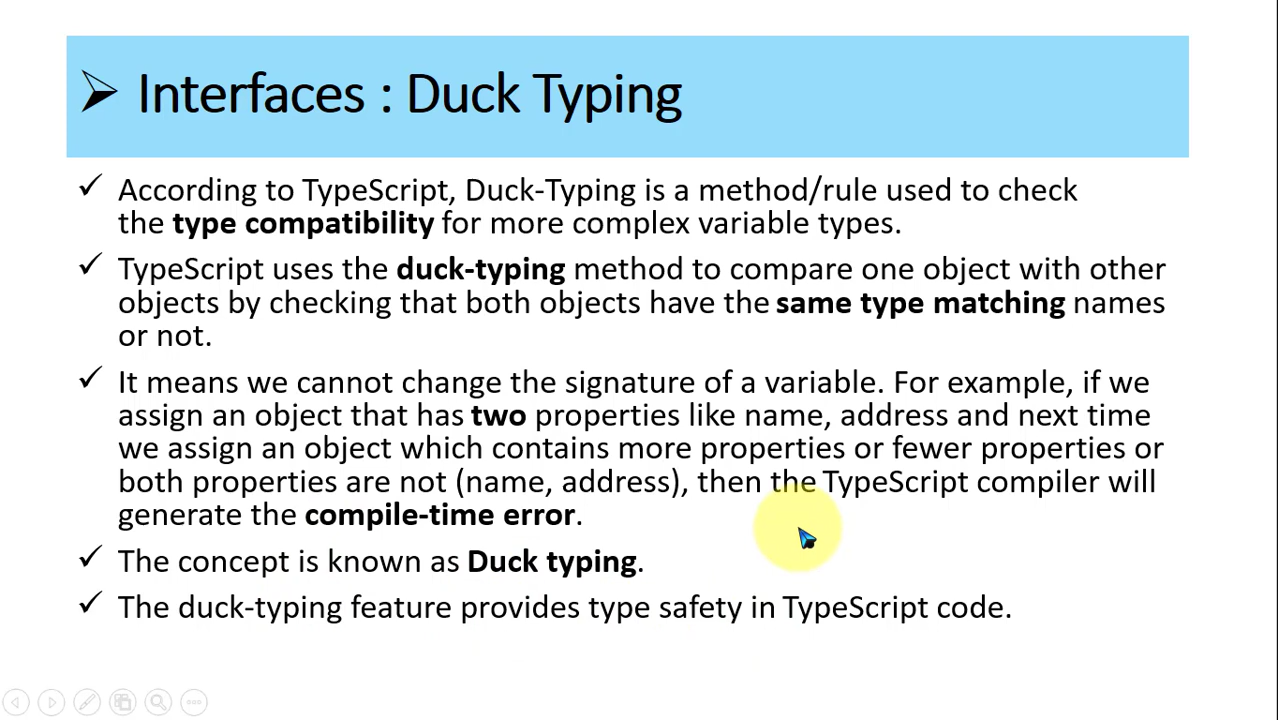 ➢ Interfaces : Duck Typing
✓ According to TypeScript, Duck-Typing is a method/rule used to check
the type compatibility for more complex variable types.
✓ TypeScript uses the duck-typing method to compare one object with other
objects by checking that both objects have the same type matching names
or not.
✓ It means we cannot change the signature of a variable. For example, if we
assign an object that has two properties like name, address and next time
we assign an object which contains more properties or fewer properties or
both properties are not (name, address), then the TypeScript compiler will
generate the compile-time error.
✓ The concept is known as Duck typing.
✓ The duck-typing feature provides type safety in TypeScript code.